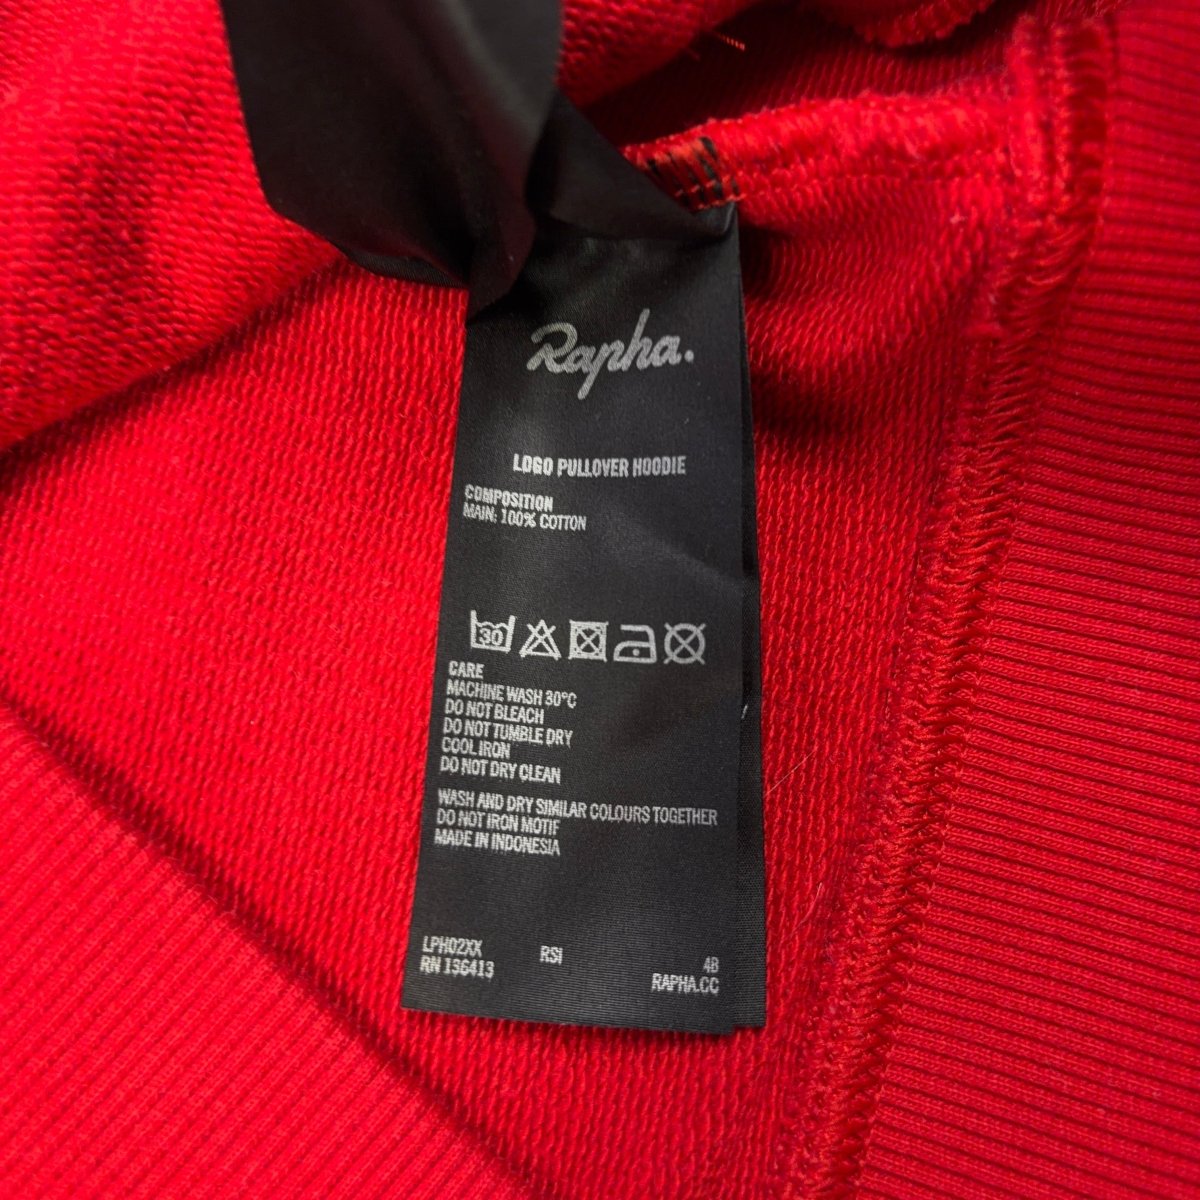 Rapha.
LOGO PULLOVER HOODIE
COMPOSITION
MAIN: 100% COTTON
30
CARE
MACHINE WASH 30°C
DO NOT BLEACH
DO NOT TUMBLE DRY
COOL IRON
DO NOT DRY CLEAN
WASH AND DRY SIMILAR COLOURS TOGETHER
DO NOT IRON MOTIF
MADE IN INDONESIA
LPH02XX RSI 4B
RN 136413 RAPHA.CC